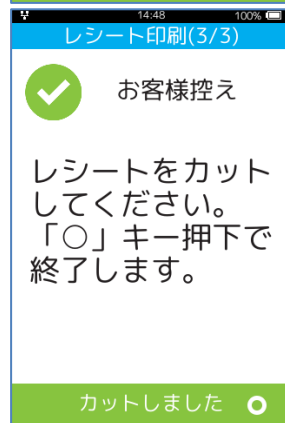 14:48
100%
レシート印刷(3/3)
お客様控え
レシートをカット
してください。
「○」キー押下で
終了します。
カットしました